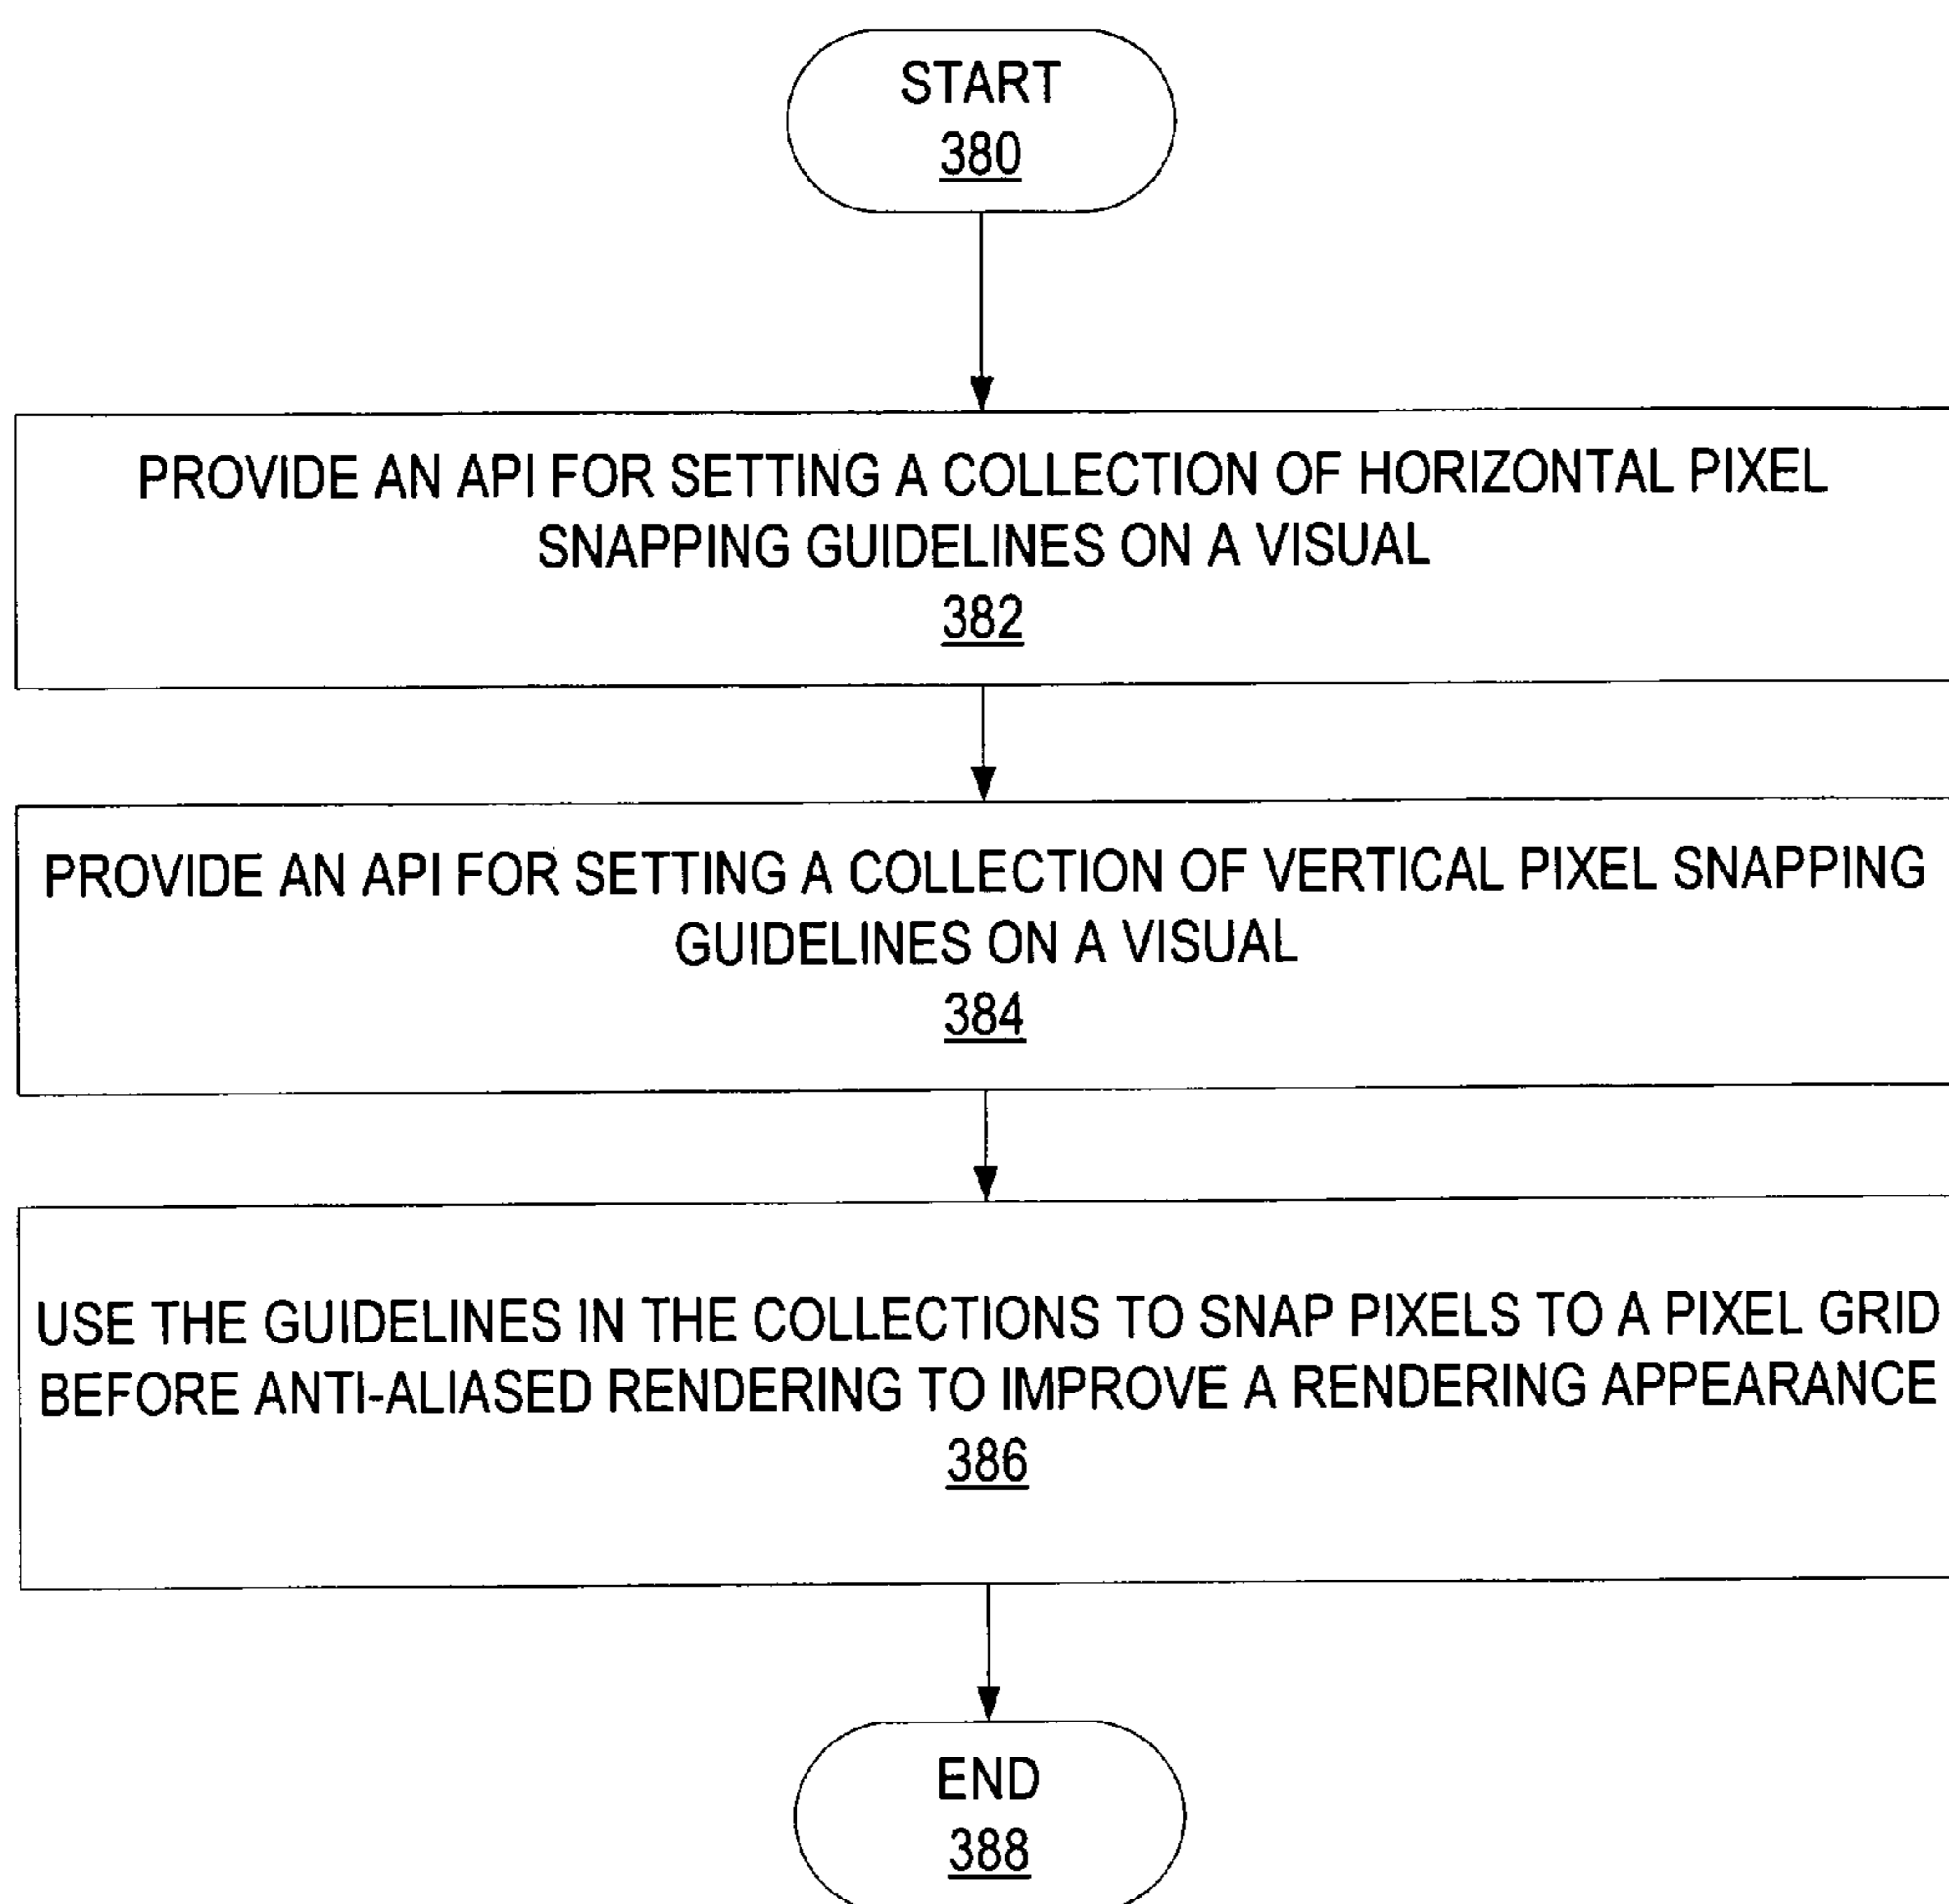 START
380
PROVIDE AN API FOR SETTING A COLLECTION OF HORIZONTAL PIXEL
SNAPPING GUIDELINES ON A VISUAL
382
PROVIDE AN API FOR SETTING A COLLECTION OF VERTICAL PIXEL SNAPPING
GUIDELINES ON A VISUAL
384
USE THE GUIDELINES IN THE COLLECTIONS TO SNAP PIXELS TO A PIXEL GRID
BEFORE ANTI-ALIASED RENDERING TO IMPROVE A RENDERING APPEARANCE
386
END
388